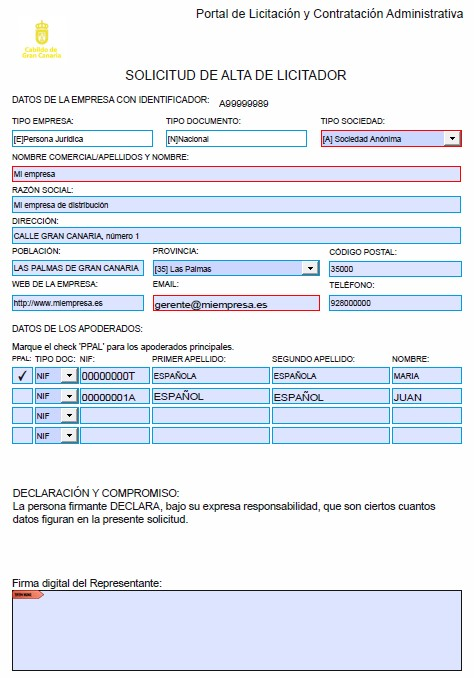 Portal de Licitación y Contratación Administrativa
Cabildo de
Gran Canaria
SOLICITUD DE ALTA DE LICITADOR
DATOS DE LA EMPRESA CON IDENTIFICADOR: A99999989
TIPO EMPRESA: TIPO DOCUMENTO: TIPO SOCIEDAD:
[E]Persona Jurídica [N]Nacional [A] Sociedad Anónima
NOMBRE COMERCIAL/APELLIDOS Y NOMBRE:
Mi empresa
RAZÓN SOCIAL:
Mi empresa de distribución
DIRECCIÓN:
CALLE GRAN CANARIA, número 1
POBLACIÓN: PROVINCIA: CÓDIGO POSTAL:
LAS PALMAS DE GRAN CANARIA [35] Las Palmas 35000
WEB DE LA EMPRESA: EMAIL: TELÉFONO:
http://www.miempresa.es gerente@miempresa.es 928000000
DATOS DE LOS APODERADOS:
Marque el check 'PPAL' para los apoderados principales.
PPAL: TIPO DOC: NIF: PRIMER APELLIDO: SEGUNDO APELLIDO: NOMBRE:
✓ NIF 00000000T ESPAÑOLA ESPAÑOLA MARIA
NIF 00000001A ESPAÑOL ESPAÑOL JUAN
NIF
NIF
DECLARACIÓN Y COMPROMISO:
La persona firmante DECLARA, bajo su expresa responsabilidad, que son ciertos cuantos
datos figuran en la presente solicitud.
Firma digital del Representante: